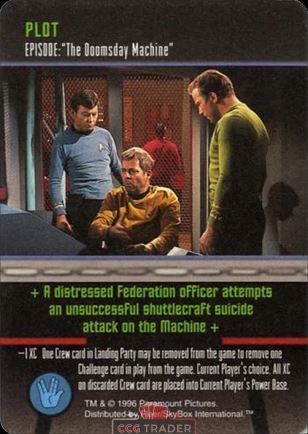 PLOT
EPISODE:"The Doomsday Machine"
+ A distressed Federation officer attempts
an unsuccessful shuttlecraft suicide
attack on the Machine +
–1 XC One Crew card in Landing Party may be removed from the game to remove one
Challenge card in play from the game. Current Player's choice. All XC
on discarded Crew card are placed into Current Player's Power Base.
TM & © 1996 Paramount Pictures.
Distributed by SkyBox International.™
CCG TRADER